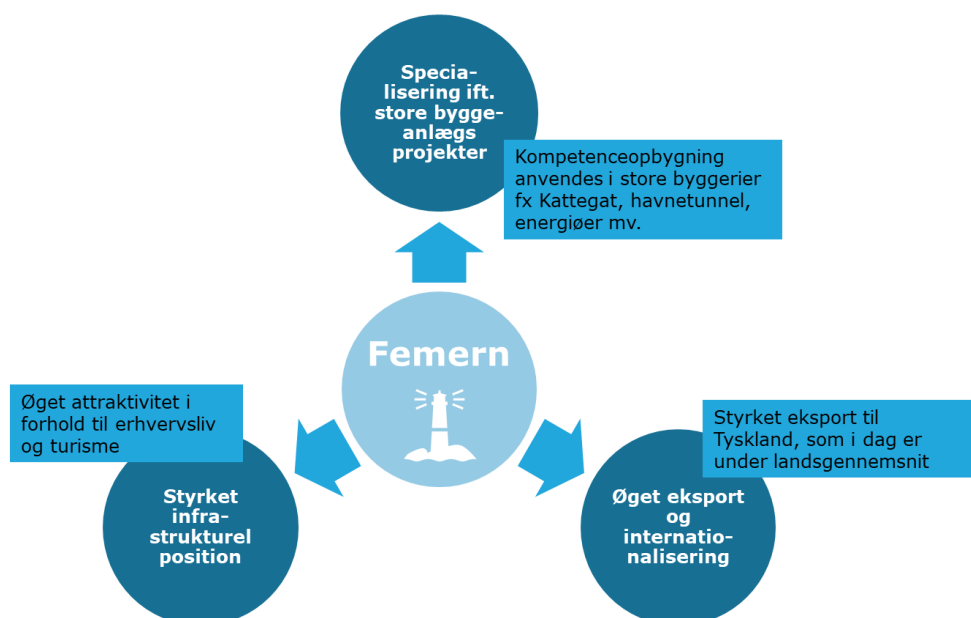 Specia-
lisering ift.
store bygge-
anlægs
projekter
Kompetenceopbygning
anvendes i store byggerier
fx Kattegat, havnetunnel,
energiøer mv.
Femern
Øget attraktivitet i
forhold til erhvervsliv
og turisme
Styrket
infra-
strukturel
position
Styrket eksport til
Tyskland, som i dag er
under landsgennemsnit
Øget eksport
og
internatio-
nalisering